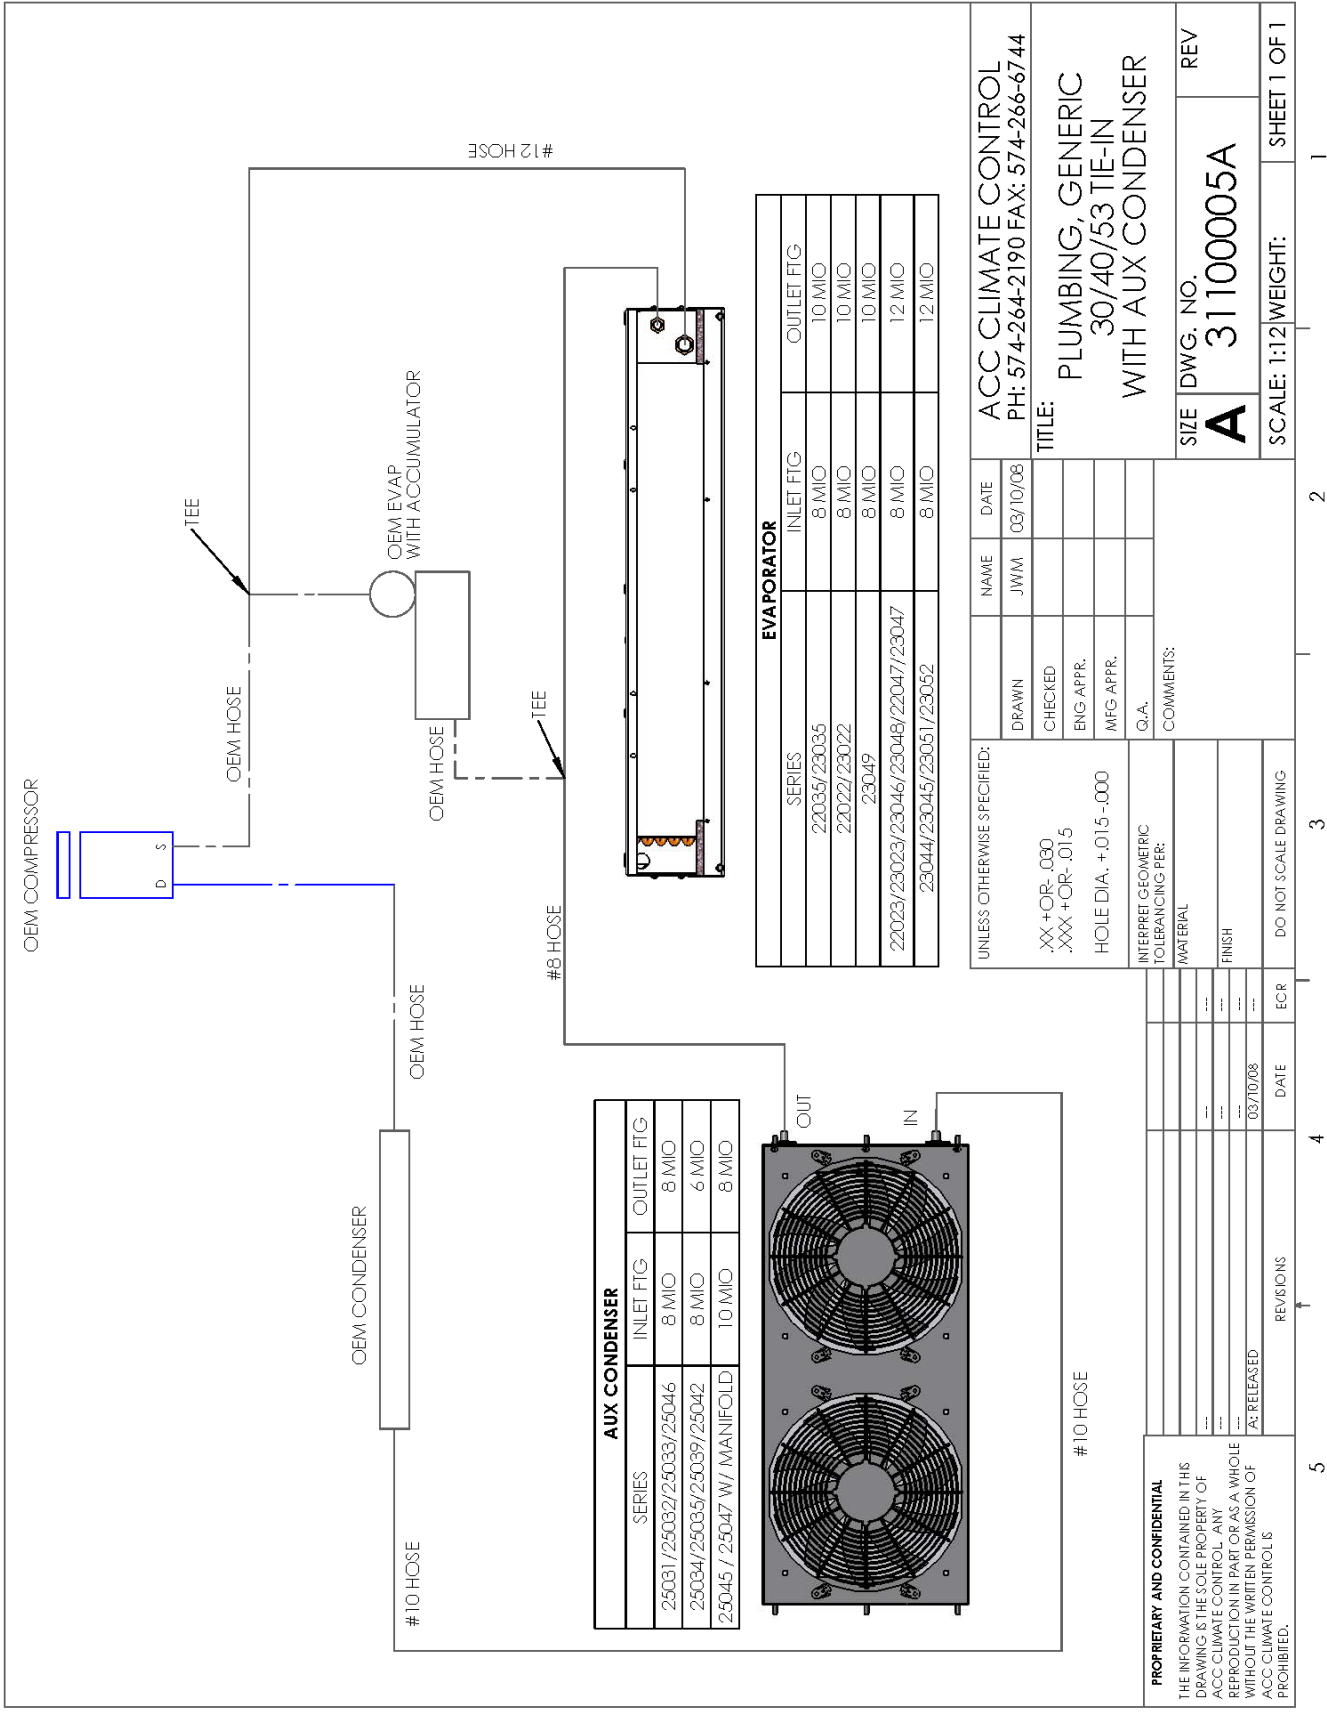 OEM COMPRESSOR
D
S
OEM HOSE
TEE
#12 HOSE
OEM HOSE
OEM CONDENSER
OEM HOSE
OEM EVAP
WITH ACCUMULATOR
#10 HOSE
#8 HOSE
TEE
AUX CONDENSER
SERIES INLET FTG OUTLET FTG
25031/25032/25033/25046 8 MIO 8 MIO
25034/25035/25039/25042 8 MIO 6 MIO
25045 / 25047 W/ MANIFOLD 10 MIO 8 MIO
OUT
IN
#10 HOSE
EVAPORATOR
SERIES INLET FTG OUTLET FTG
22035/23035 8 MIO 10 MIO
22022/23022 8 MIO 10 MIO
23049 8 MIO 10 MIO
22023/23023/23046/23048/22047/23047 8 MIO 12 MIO
23044/23045/23051/23052 8 MIO 12 MIO
PROPRIETARY AND CONFIDENTIAL
THE INFORMATION CONTAINED IN THIS
DRAWING IS THE SOLE PROPERTY OF
ACC CLIMATE CONTROL. ANY
REPRODUCTION IN PART OR AS A WHOLE
WITHOUT THE WRITTEN PERMISSION OF
ACC CLIMATE CONTROL IS
PROHIBITED.
--- --- ---
--- --- ---
--- --- ---
A: RELEASED 03/10/08 ---
REVISIONS DATE ECR
UNLESS OTHERWISE SPECIFIED:
.XX +OR- .030
.XXX +OR- .015
HOLE DIA. +.015 -.000
INTERPRET GEOMETRIC
TOLERANCING PER:
MATERIAL
FINISH
DO NOT SCALE DRAWING
NAME DATE
DRAWN JWM 03/10/08
CHECKED
ENG APPR.
MFG APPR.
Q.A.
COMMENTS:
ACC CLIMATE CONTROL
PH: 574-264-2190 FAX: 574-266-6744
TITLE:
PLUMBING, GENERIC
30/40/53 TIE-IN
WITH AUX CONDENSER
SIZE DWG. NO. REV
A 31100005A
SCALE: 1:12 WEIGHT: SHEET 1 OF 1
5 4 3 2 1